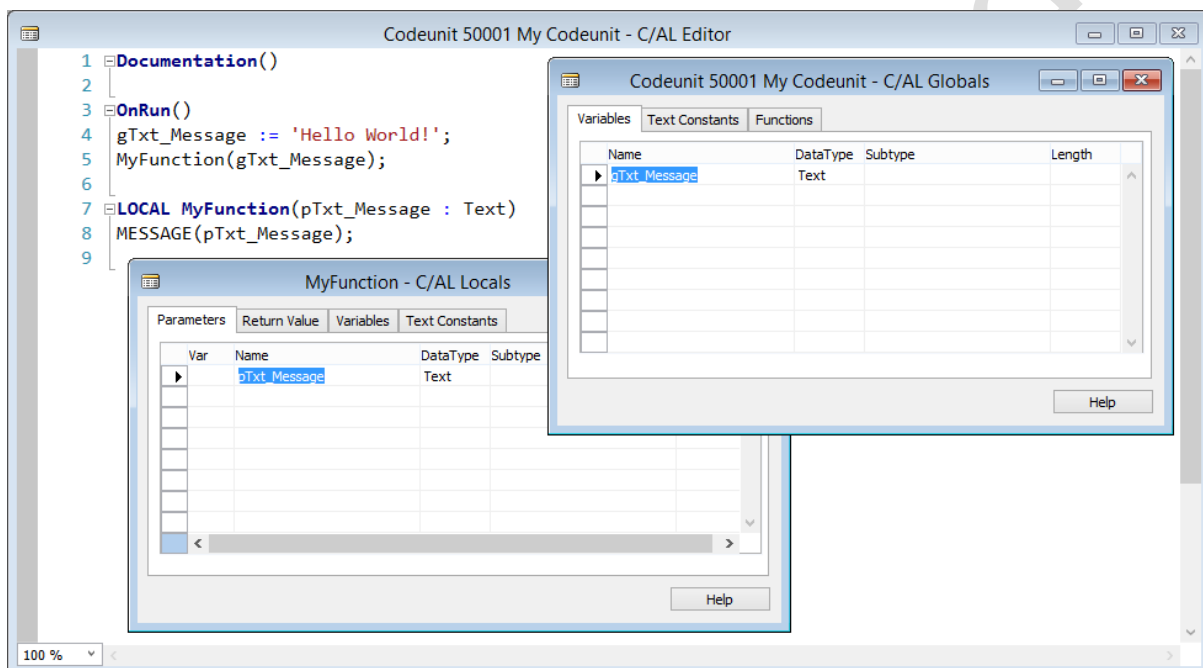 Codeunit 50001 My Codeunit - C/AL Editor
1 Documentation()
2
3 OnRun()
4 gTxt_Message := 'Hello World!';
5 MyFunction(gTxt_Message);
6
7 LOCAL MyFunction(pTxt_Message : Text)
8 MESSAGE(pTxt_Message);
9
Codeunit 50001 My Codeunit - C/AL Globals
Variables Text Constants Functions
Name DataType Subtype Length
gTxt_Message Text
Help
MyFunction - C/AL Locals
Parameters Return Value Variables Text Constants
Var Name DataType Subtype
pTxt_Message Text
Help
100 %